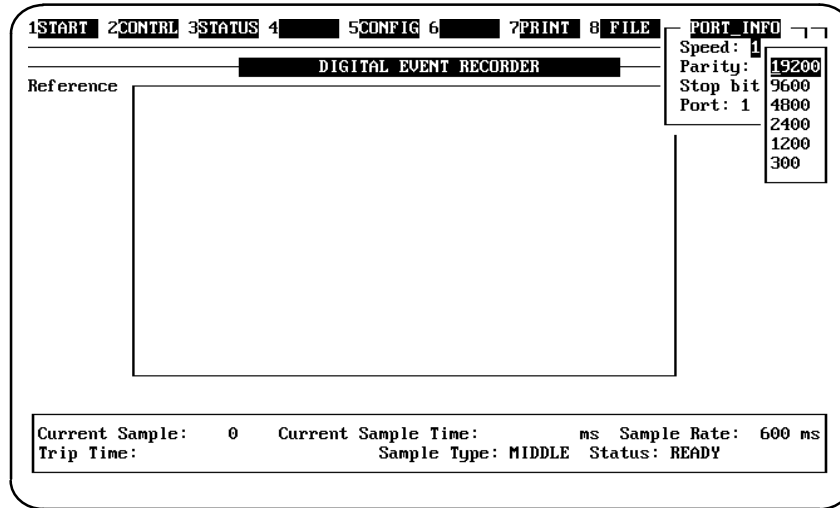 1START 2CONTRL 3STATUS 4 5CONFIG 6 7PRINT 8 FILE
PORT_INFO
Speed: 1
DIGITAL EVENT RECORDER
Parity: 19200
Reference
Stop bit 9600
Port: 1 4800
2400
1200
300
Current Sample: 0 Current Sample Time: ms Sample Rate: 600 ms
Trip Time: Sample Type: MIDDLE Status: READY